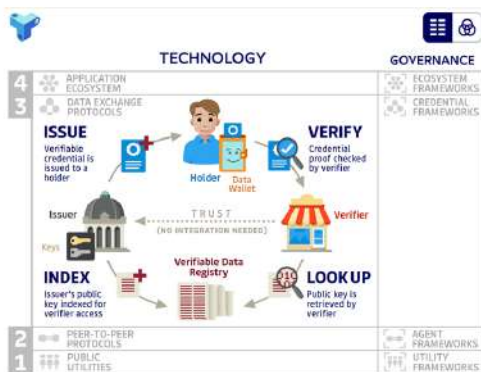 TECHNOLOGY
GOVERNANCE
4
APPLICATION
ECOSYSTEM
ECOSYSTEM
FRAMEWORKS
3
DATA EXCHANGE
PROTOCOLS
CREDENTIAL
FRAMEWORKS
ISSUE
Verifiable
credential is
issued to a
holder
Holder
Data
Wallet
VERIFY
Credential
proof checked
by verifier
Issuer
Keys
TRUST
(NO INTEGRATION NEEDED)
Verifier
INDEX
Issuer's public
key indexed for
verifier access
Verifiable Data
Registry
LOOK UP
Public key is
retrieved by
verifier
2
PEER-TO-PEER
PROTOCOLS
AGENT
FRAMEWORKS
1
PUBLIC
UTILITIES
UTILITY
FRAMEWORKS